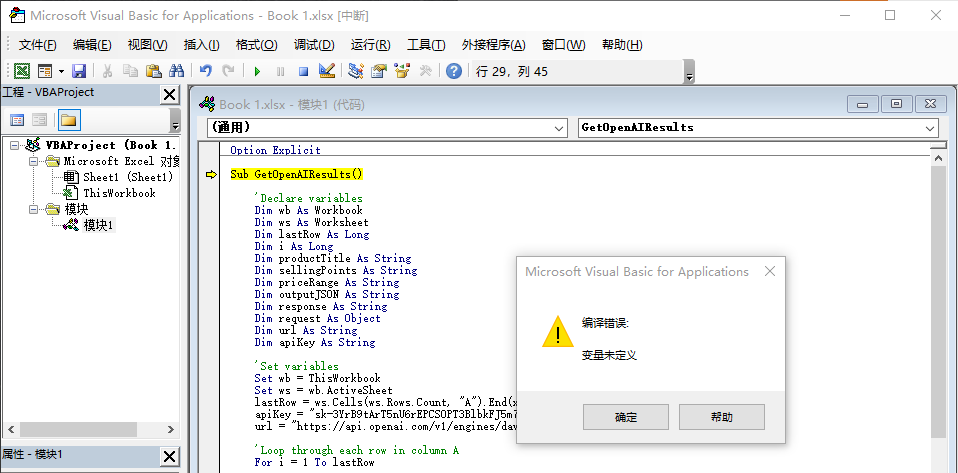 Microsoft Visual Basic for Applications - Book 1.xlsx [中断]
文件(F) 编辑(E) 视图(V) 插入(I) 格式(O) 调试(D) 运行(R) 工具(T) 外接程序(A) 窗口(W) 帮助(H)
行 29，列 45
工程 - VBAProject
VBAProject (Book 1.
Microsoft Excel 对象
Sheet1 (Sheet1)
ThisWorkbook
模块
模块1
属性 - 模块1
Book 1.xlsx - 模块1 (代码)
(通用)
GetOpenAIResults
Option Explicit
Sub GetOpenAIResults()
'Declare variables
Dim wb As Workbook
Dim ws As Worksheet
Dim lastRow As Long
Dim i As Long
Dim productTitle As String
Dim sellingPoints As String
Dim priceRange As String
Dim outputJSON As String
Dim response As String
Dim request As Object
Dim url As String
Dim apiKey As String
'Set variables
Set wb = ThisWorkbook
Set ws = wb.ActiveSheet
lastRow = ws.Cells(ws.Rows.Count, "A").End(x
apiKey = "sk-3YrB9tArT5nU6rEPCSOPT3BlbkFJ5m7
url = "https://api.openai.com/v1/engines/dav
'Loop through each row in column A
For i = 1 To lastRow
Microsoft Visual Basic for Applications
编译错误:
变量未定义
确定
帮助